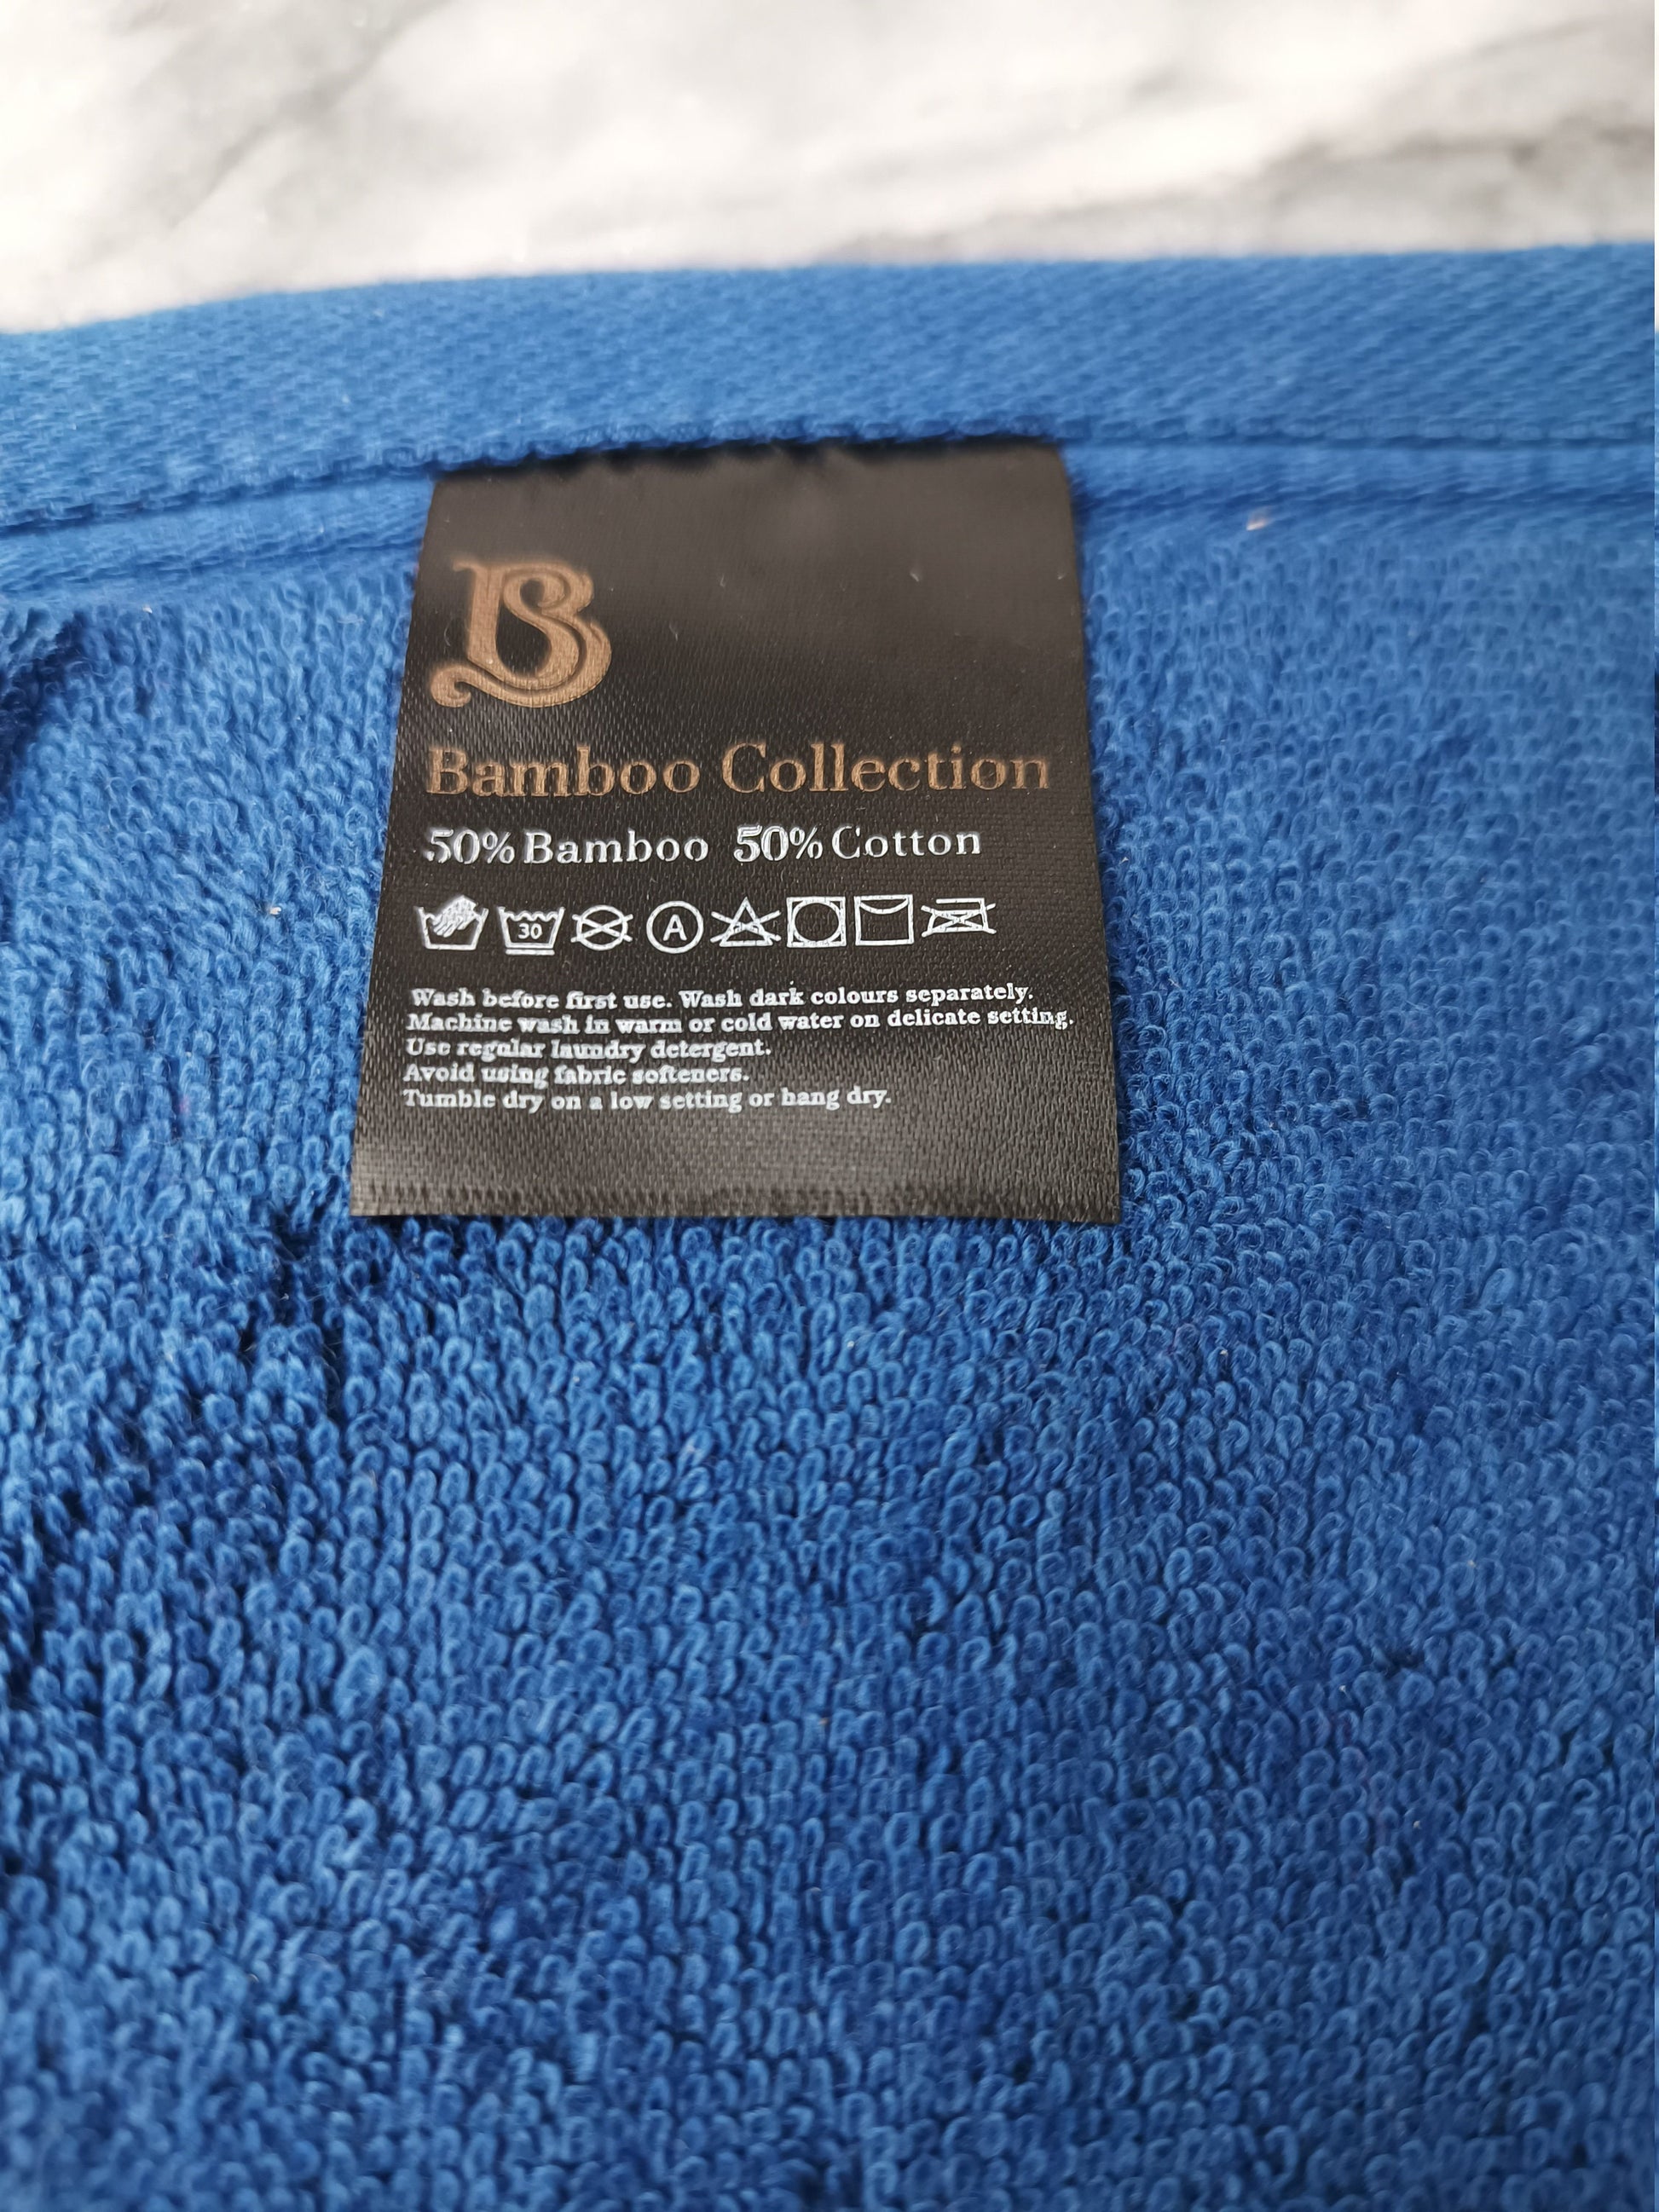 B
Bamboo Collection
50% Bamboo 50% Cotton
30 A
Wash before first use. Wash dark colours separately.
Machine wash in warm or cold water on delicate setting.
Use regular laundry detergent.
Avoid using fabric softeners.
Tumble dry on a low setting or hang dry.